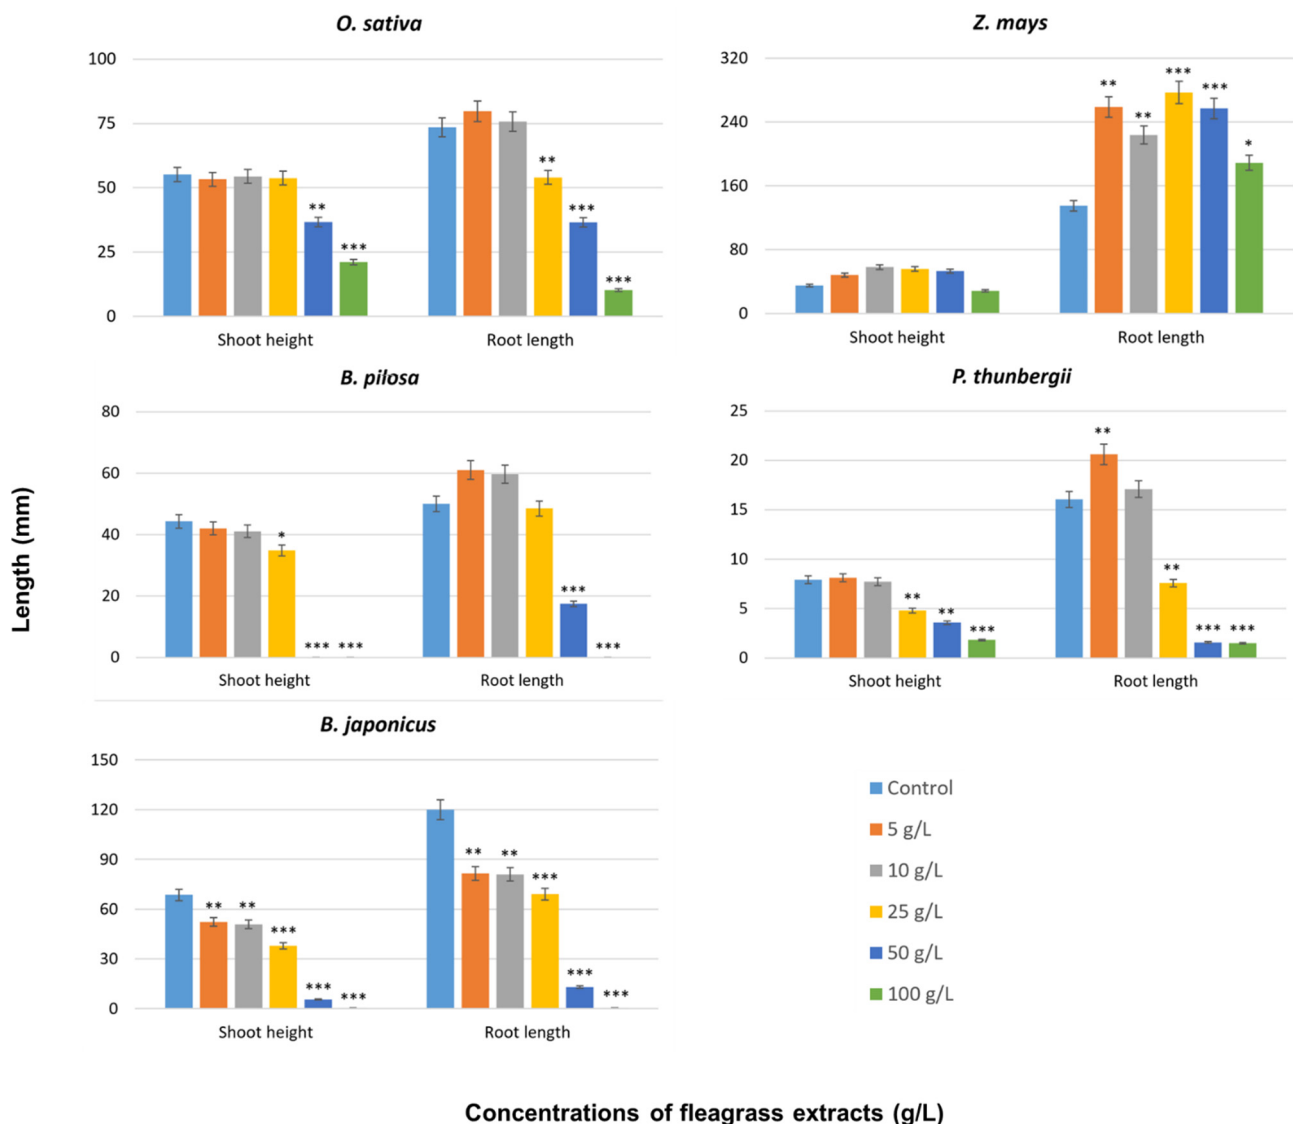 O. sativa
100
75
50
25
0
**
***
**
***
***
Shoot height
Root length
Z. mays
320
240
160
80
0
**
**
***
***
*
Shoot height
Root length
B. pilosa
80
60
40
20
0
*
***
***
***
***
Shoot height
Root length
P. thunbergii
25
20
15
10
5
0
**
**
***
**
**
***
***
Shoot height
Root length
Length (mm)
B. japonicus
150
120
90
60
30
0
**
**
***
***
***
**
**
***
***
***
Shoot height
Root length
Control
5 g/L
10 g/L
25 g/L
50 g/L
100 g/L
Concentrations of fleagrass extracts (g/L)